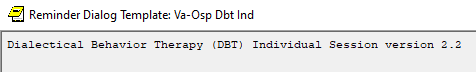 Reminder Dialog Template: Va-Osp Dbt Ind
Dialectical Behavior Therapy (DBT) Individual Session version 2.2